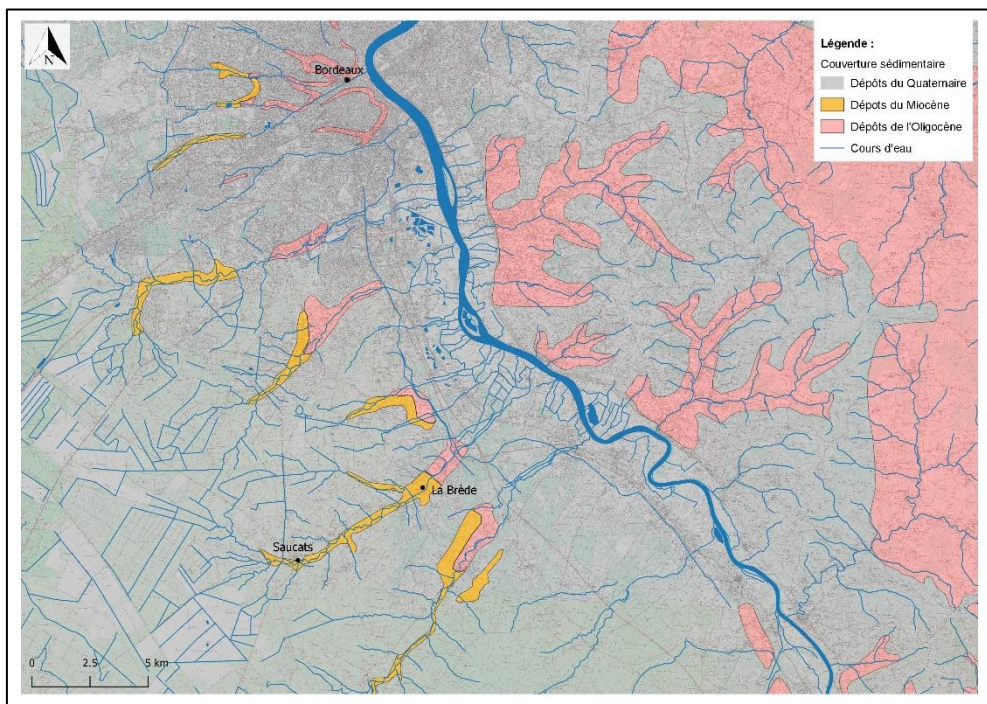 N
Bordeaux
La Brède
Saucats
0 2.5 5 km
Légende :
Couverture sédimentaire
Dépôts du Quaternaire
Dépots du Miocène
Dépôts de l'Oligocène
Cours d'eau